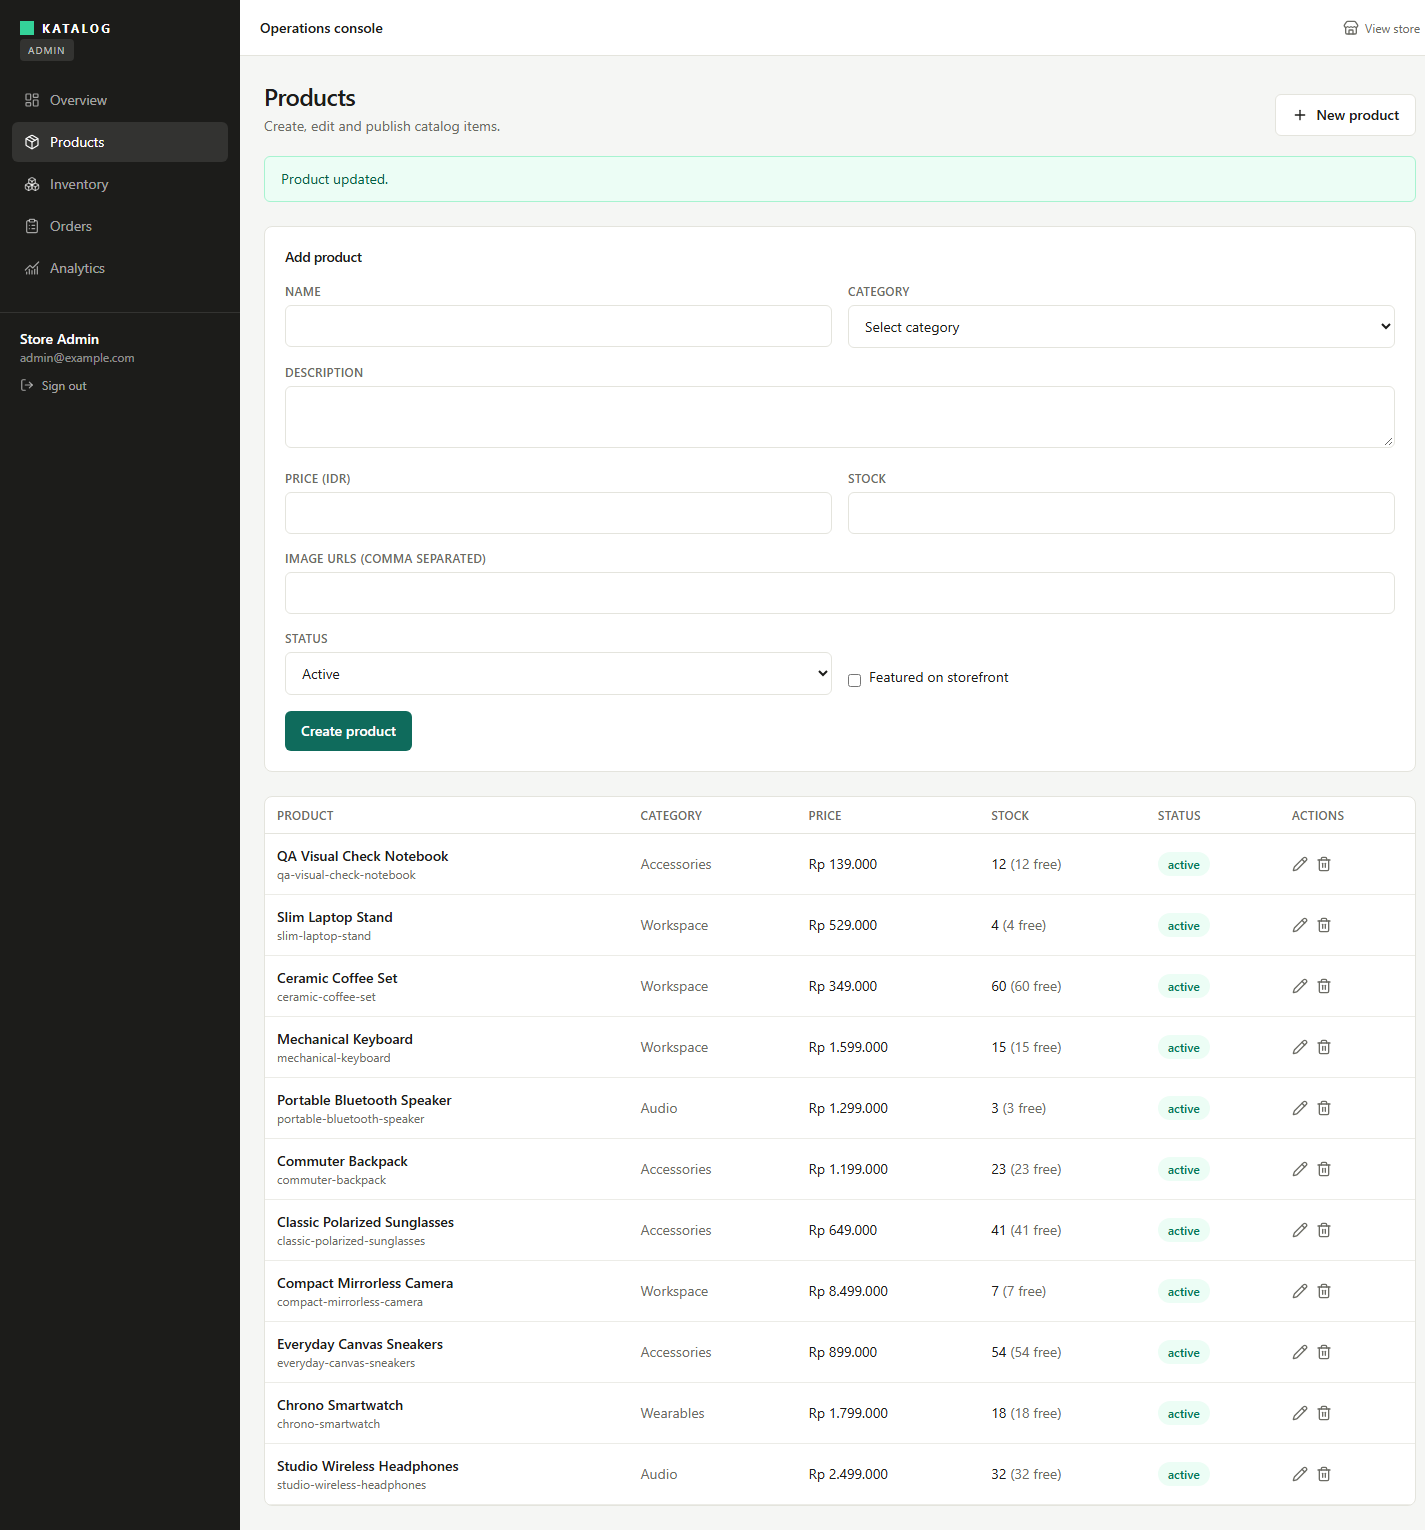 KATALOG
ADMIN
Overview
Products
Inventory
Orders
Analytics
Store Admin
admin@example.com
Sign out
Operations console
View store
Products
Create, edit and publish catalog items.
New product
Product updated.
Add product
NAME
CATEGORY
Select category
DESCRIPTION
PRICE (IDR)
STOCK
IMAGE URLS (COMMA SEPARATED)
STATUS
Active
Featured on storefront
Create product
PRODUCT CATEGORY PRICE STOCK STATUS ACTIONS
QA Visual Check Notebook
qa-visual-check-notebook
Accessories Rp 139.000 12 (12 free) active
Slim Laptop Stand
slim-laptop-stand
Workspace Rp 529.000 4 (4 free) active
Ceramic Coffee Set
ceramic-coffee-set
Workspace Rp 349.000 60 (60 free) active
Mechanical Keyboard
mechanical-keyboard
Workspace Rp 1.599.000 15 (15 free) active
Portable Bluetooth Speaker
portable-bluetooth-speaker
Audio Rp 1.299.000 3 (3 free) active
Commuter Backpack
commuter-backpack
Accessories Rp 1.199.000 23 (23 free) active
Classic Polarized Sunglasses
classic-polarized-sunglasses
Accessories Rp 649.000 41 (41 free) active
Compact Mirrorless Camera
compact-mirrorless-camera
Workspace Rp 8.499.000 7 (7 free) active
Everyday Canvas Sneakers
everyday-canvas-sneakers
Accessories Rp 899.000 54 (54 free) active
Chrono Smartwatch
chrono-smartwatch
Wearables Rp 1.799.000 18 (18 free) active
Studio Wireless Headphones
studio-wireless-headphones
Audio Rp 2.499.000 32 (32 free) active